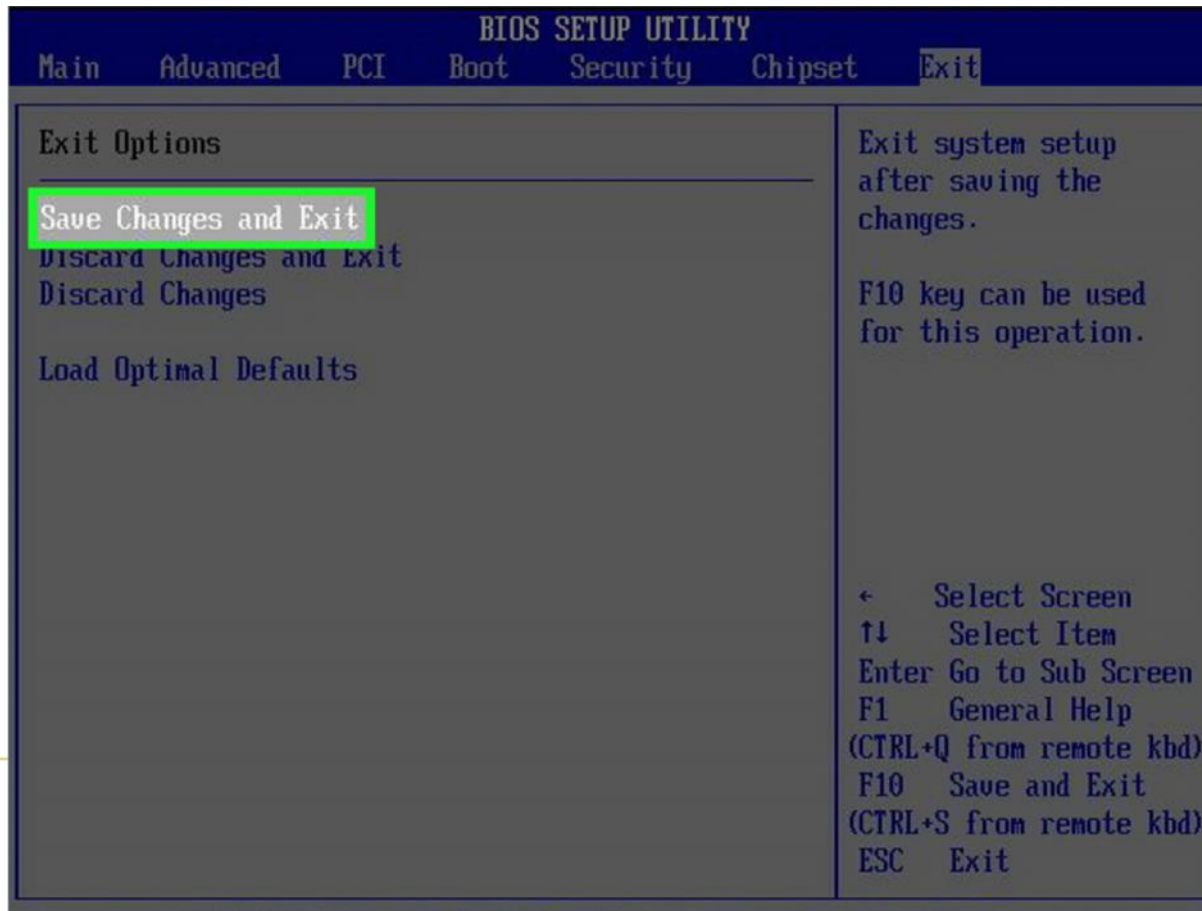 BIOS SETUP UTILITY
Main Advanced PCI Boot Security Chipset Exit
Exit Options
Save Changes and Exit
Discard Changes and Exit
Discard Changes
Load Optimal Defaults
Exit system setup
after saving the
changes.
F10 key can be used
for this operation.
← Select Screen
↑↓ Select Item
Enter Go to Sub Screen
F1 General Help
(CTRL+Q from remote kbd)
F10 Save and Exit
(CTRL+S from remote kbd)
ESC Exit